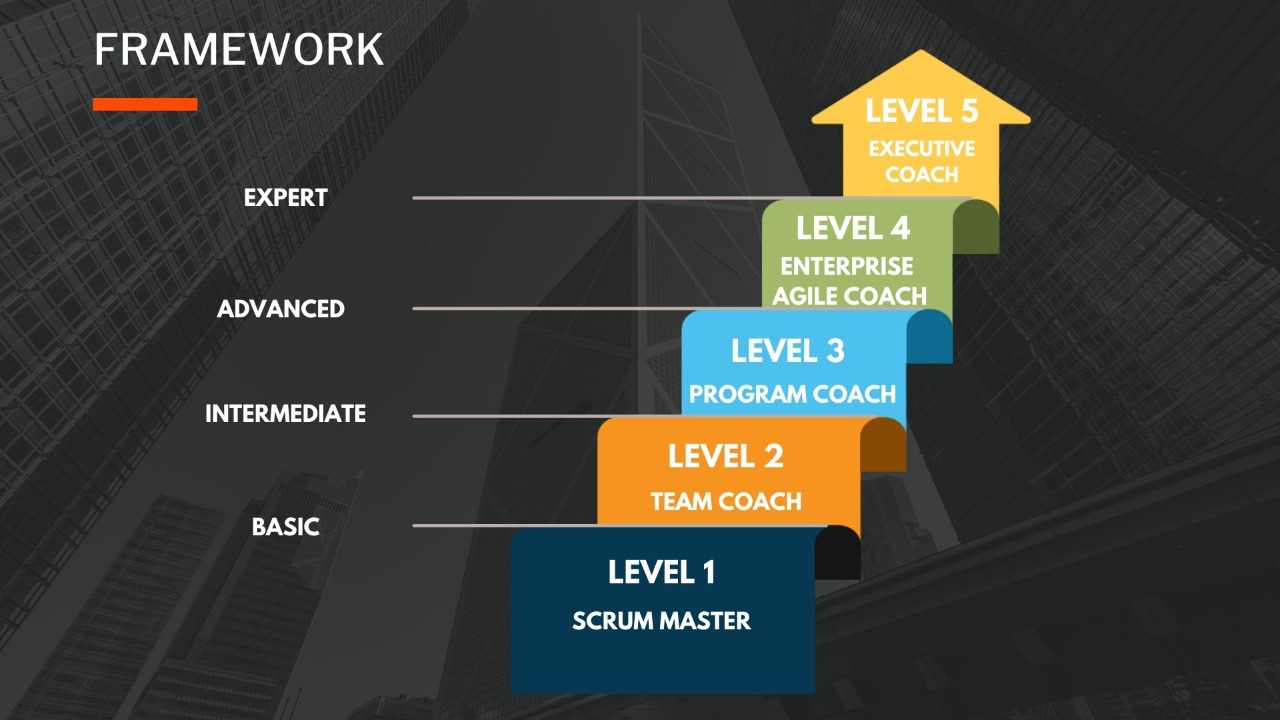 FRAMEWORK
LEVEL 5
EXECUTIVE
COACH
EXPERT
LEVEL 4
ENTERPRISE
AGILE COACH
ADVANCED
LEVEL 3
PROGRAM COACH
INTERMEDIATE
LEVEL 2
TEAM COACH
BASIC
LEVEL 1
SCRUM MASTER